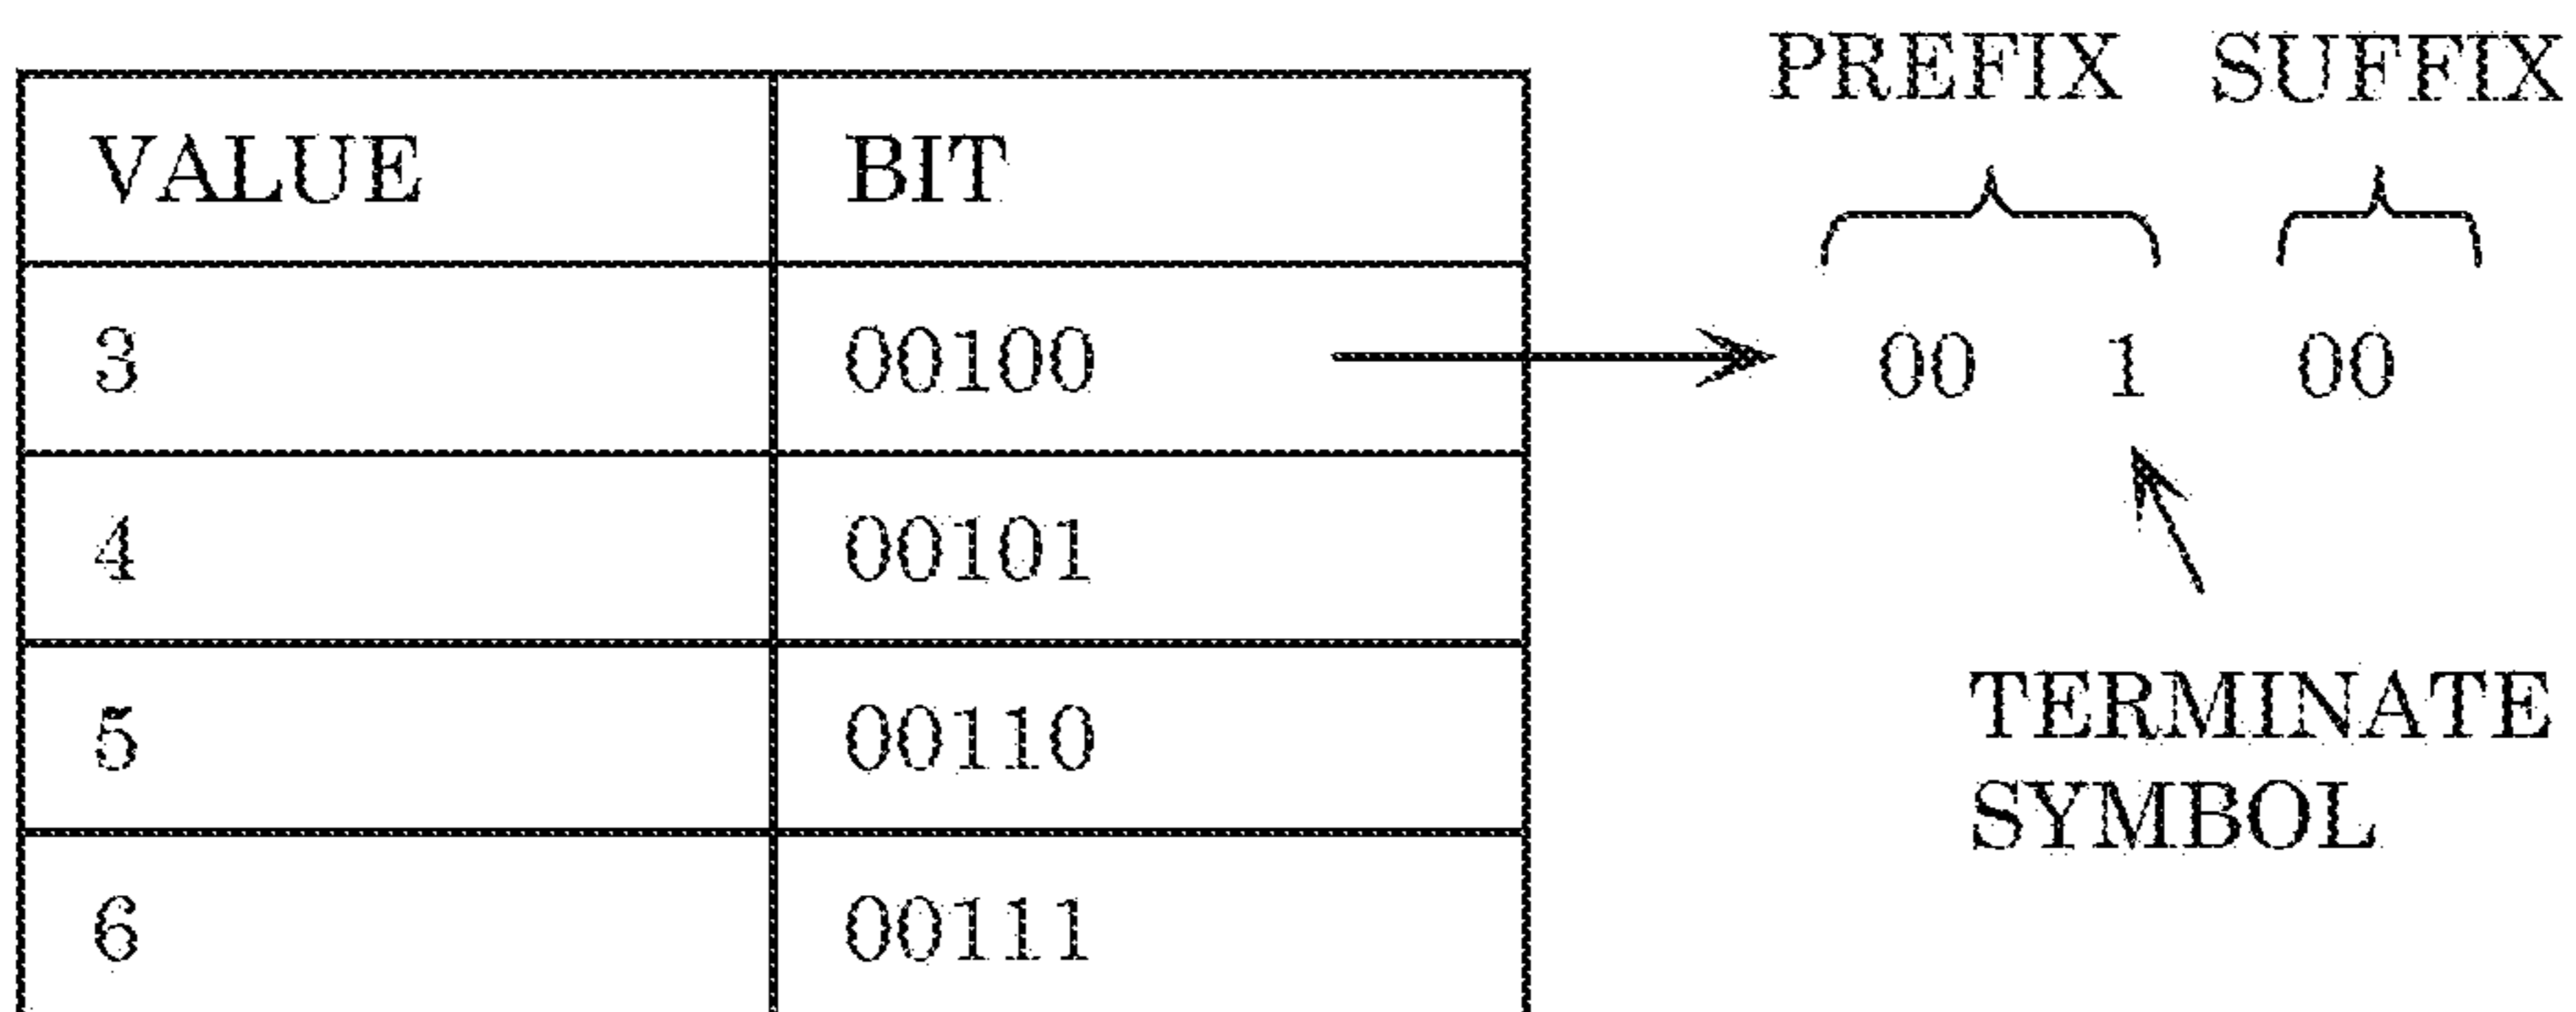 PREFIX SUFFIX
VALUE BIT
3 00100 00 1 00
4 00101
5 00110
TERMINATE
SYMBOL
6 00111